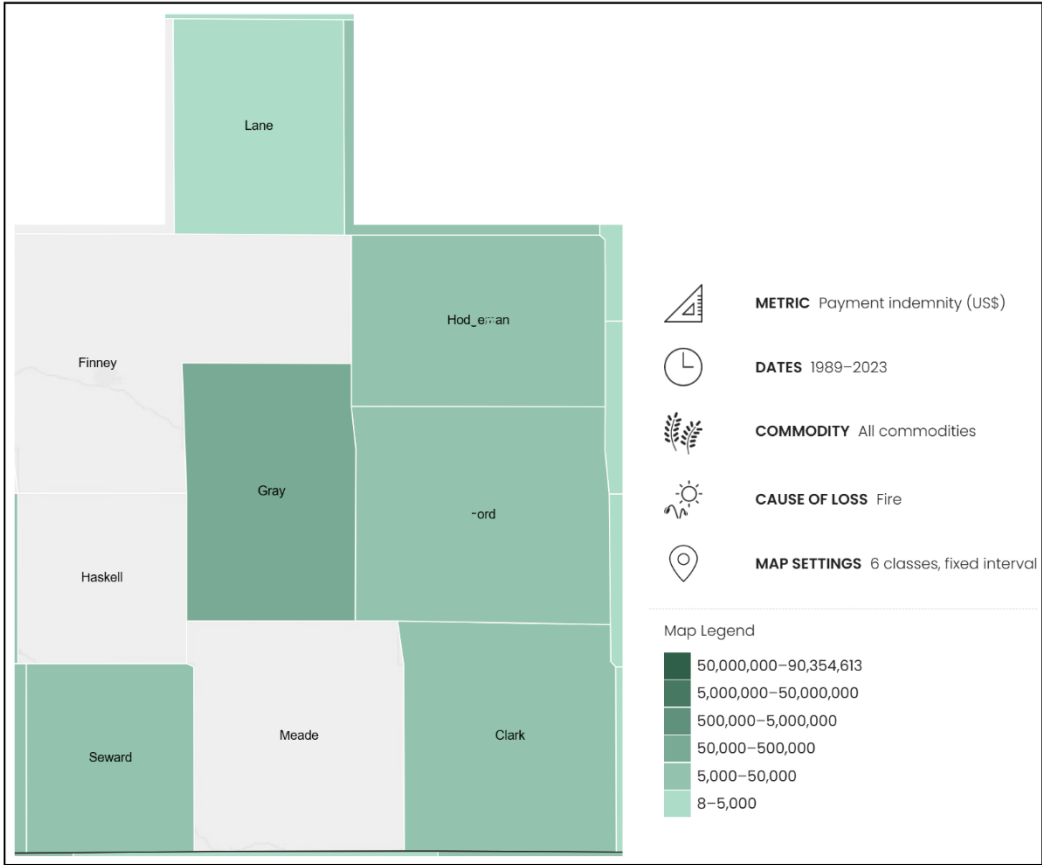 Lane
Finney
Gray
Haskell
Seward
Meade
Clark
METRIC Payment indemnity (US$)
DATES 1989–2023
COMMODITY All commodities
CAUSE OF LOSS Fire
MAP SETTINGS 6 classes, fixed interval
Map Legend
50,000,000–90,354,613
5,000,000–50,000,000
500,000–5,000,000
50,000–500,000
5,000–50,000
8–5,000